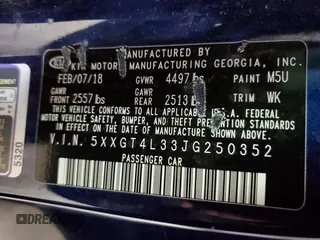 MANUFACTURED BY
KIA MOTORS MANUFACTURING GEORGIA, INC.
FEB/07/18 GVWR 4497 lbs PAINT M5U
GAWR GAWR
FRONT 2557 lbs REAR 2513 lbs TRIM WK
THIS VEHICLE CONFORMS TO ALL APPLICABLE U.S.A. FEDERAL
MOTOR VEHICLE SAFETY, BUMPER, AND THEFT PREVENTION
STANDARDS IN EFFECT ON THE DATE OF MANUFACTURE
SHOWN ABOVE.
V.I.N. 5XXGT4L33JG250352
PASSENGER CAR
5320